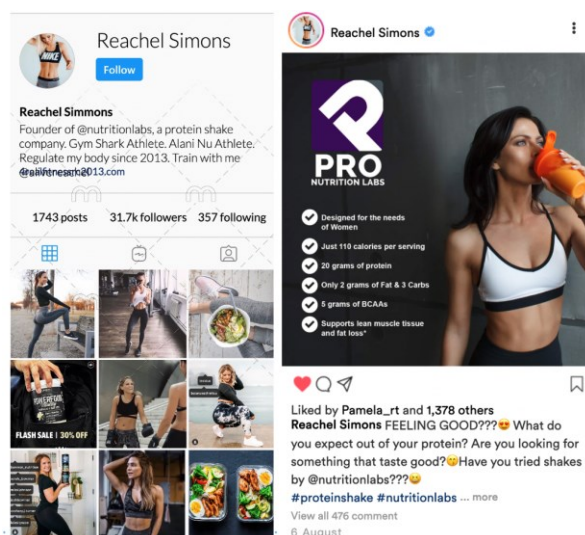 Reachel Simons
Follow
Reachel Simmons
Founder of @nutritionlabs, a protein shake
company. Gym Shark Athlete. Alani Nu Athlete.
Regulate my body since 2013. Train with me
1743 posts
31.7k followers
357 following
NIKE
FLASH SALE | 30% OFF
Reachel Simons
PRO
NUTRITION LABS
Designed for the needs
of Women
Just 110 calories per serving
20 grams of protein
Only 2 grams of Fat & 3 Carbs
5 grams of BCAAs
Supports lean muscle tissue
and fat loss*
Liked by Pamela_rt and 1,378 others
Reachel Simons FEELING GOOD???😍 What do
you expect out of your protein? Are you looking for
something that taste good?😋Have you tried shakes
by @nutritionlabs???😀
#proteinshake #nutritionlabs ... more
View all 476 comment
6 August